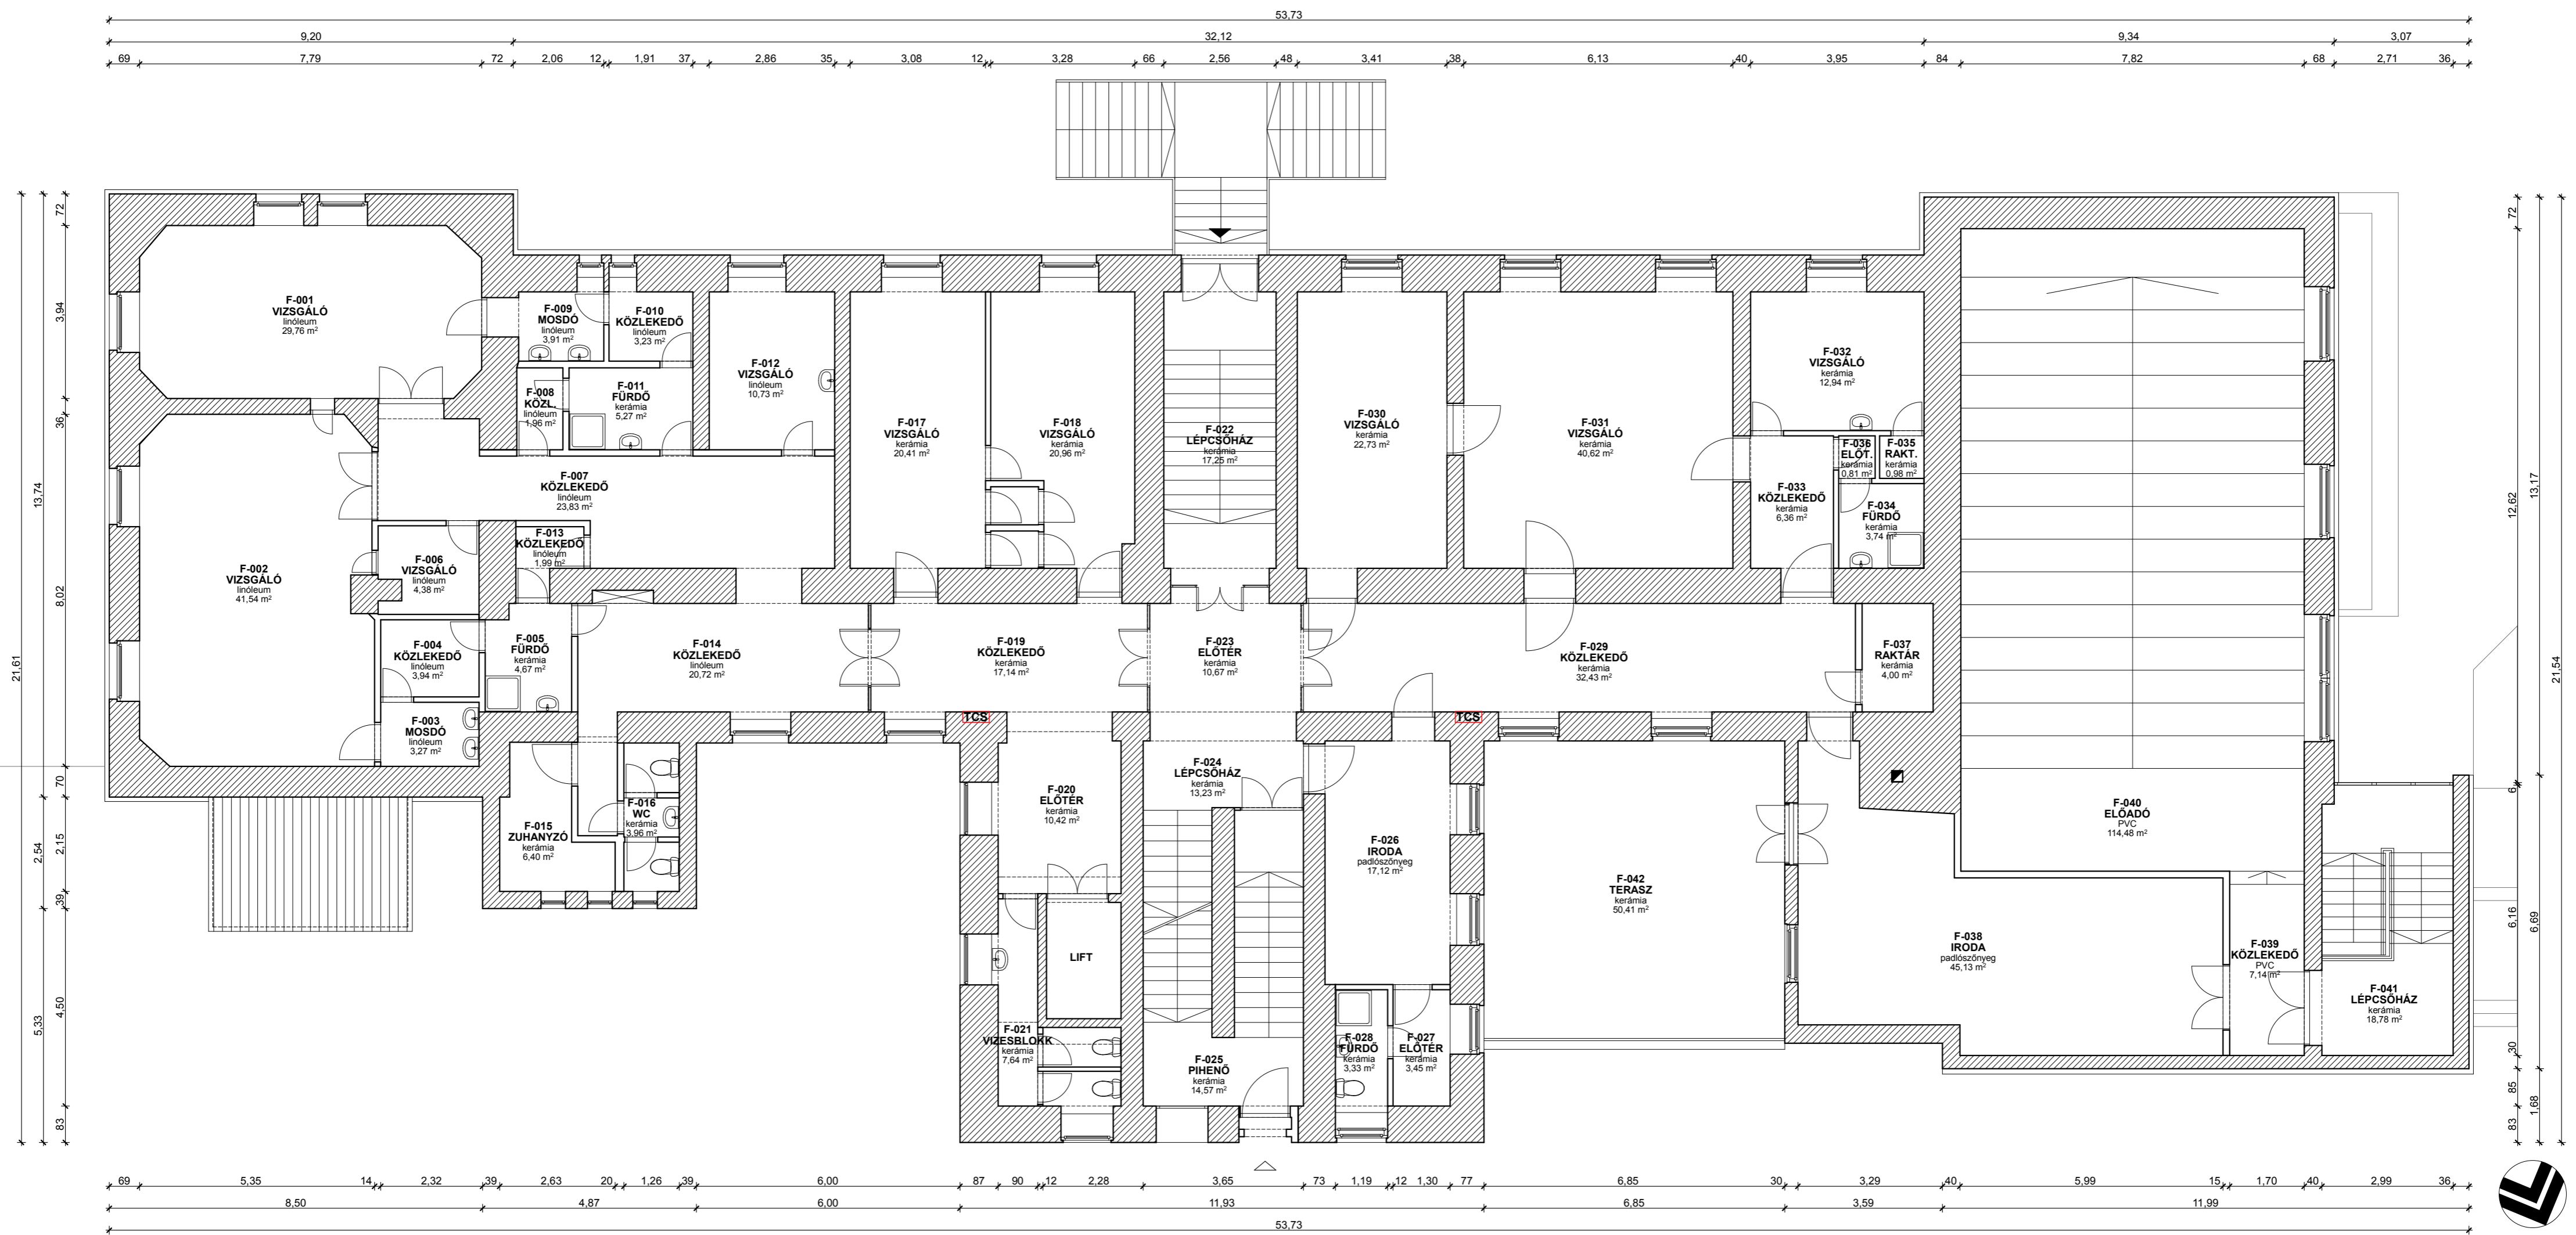 53,73
9,20 32,12 9,34 3,07
69 7,79 72 2,06 12 1,91 37 2,86 35 3,08 12 3,28 66 2,56 48 3,41 38 6,13 40 3,95 84 7,82 68 2,71 36
21,61
13,74
2,54
5,33
72
3,94
36
8,02
70
2,15
39
4,50
83
F-001
VIZSGÁLÓ
linóleum
29,76 m²
F-009
MOSDÓ
linóleum
3,91 m²
F-010
KÖZLEKEDŐ
linóleum
3,23 m²
F-008
KÖZL.
linóleum
1,96 m²
F-011
FÜRDŐ
kerámia
5,27 m²
F-012
VIZSGÁLÓ
linóleum
10,73 m²
F-017
VIZSGÁLÓ
kerámia
20,41 m²
F-018
VIZSGÁLÓ
kerámia
20,96 m²
F-022
LÉPCSŐHÁZ
kerámia
17,25 m²
F-030
VIZSGÁLÓ
kerámia
22,73 m²
F-031
VIZSGÁLÓ
kerámia
40,62 m²
F-032
VIZSGÁLÓ
kerámia
12,94 m²
F-036
ELŐT.
kerámia
0,81 m²
F-035
RAKT.
kerámia
0,98 m²
F-033
KÖZLEKEDŐ
kerámia
6,36 m²
F-034
FÜRDŐ
kerámia
3,74 m²
F-007
KÖZLEKEDŐ
linóleum
23,83 m²
F-013
KÖZLEKEDŐ
linóleum
1,99 m²
F-002
VIZSGÁLÓ
linóleum
41,54 m²
F-006
VIZSGÁLÓ
linóleum
4,38 m²
F-004
KÖZLEKEDŐ
linóleum
3,94 m²
F-005
FÜRDŐ
kerámia
4,67 m²
F-003
MOSDÓ
linóleum
3,27 m²
F-014
KÖZLEKEDŐ
linóleum
20,72 m²
F-019
KÖZLEKEDŐ
kerámia
17,14 m²
F-023
ELŐTÉR
kerámia
10,67 m²
F-029
KÖZLEKEDŐ
kerámia
32,43 m²
F-037
RAKTÁR
kerámia
4,00 m²
TCS
TCS
F-015
ZUHANYZÓ
kerámia
6,40 m²
F-016
WC
kerámia
3,96 m²
F-020
ELŐTÉR
kerámia
10,42 m²
F-024
LÉPCSŐHÁZ
kerámia
13,23 m²
F-026
IRODA
padlószőnyeg
17,12 m²
F-042
TERASZ
kerámia
50,41 m²
F-040
ELŐADÓ
PVC
114,48 m²
F-038
IRODA
padlószőnyeg
45,13 m²
F-039
KÖZLEKEDŐ
PVC
7,14 m²
F-041
LÉPCSŐHÁZ
kerámia
18,78 m²
LIFT
F-021
VIZESBLOKK
kerámia
7,64 m²
F-025
PIHENŐ
kerámia
14,57 m²
F-028
FÜRDŐ
kerámia
3,33 m²
F-027
ELŐTÉR
kerámia
3,45 m²
72
12,62
6
6,16
30
85
83
13,17
6,69
1,68
21,54
69 5,35 14 2,32 39 2,63 20 1,26 39 6,00 87 90 12 2,28 3,65 73 1,19 12 1,30 77 6,85 30 3,29 40 5,99 15 1,70 40 2,99 36
8,50 4,87 6,00 11,93 6,85 3,59 11,99
53,73